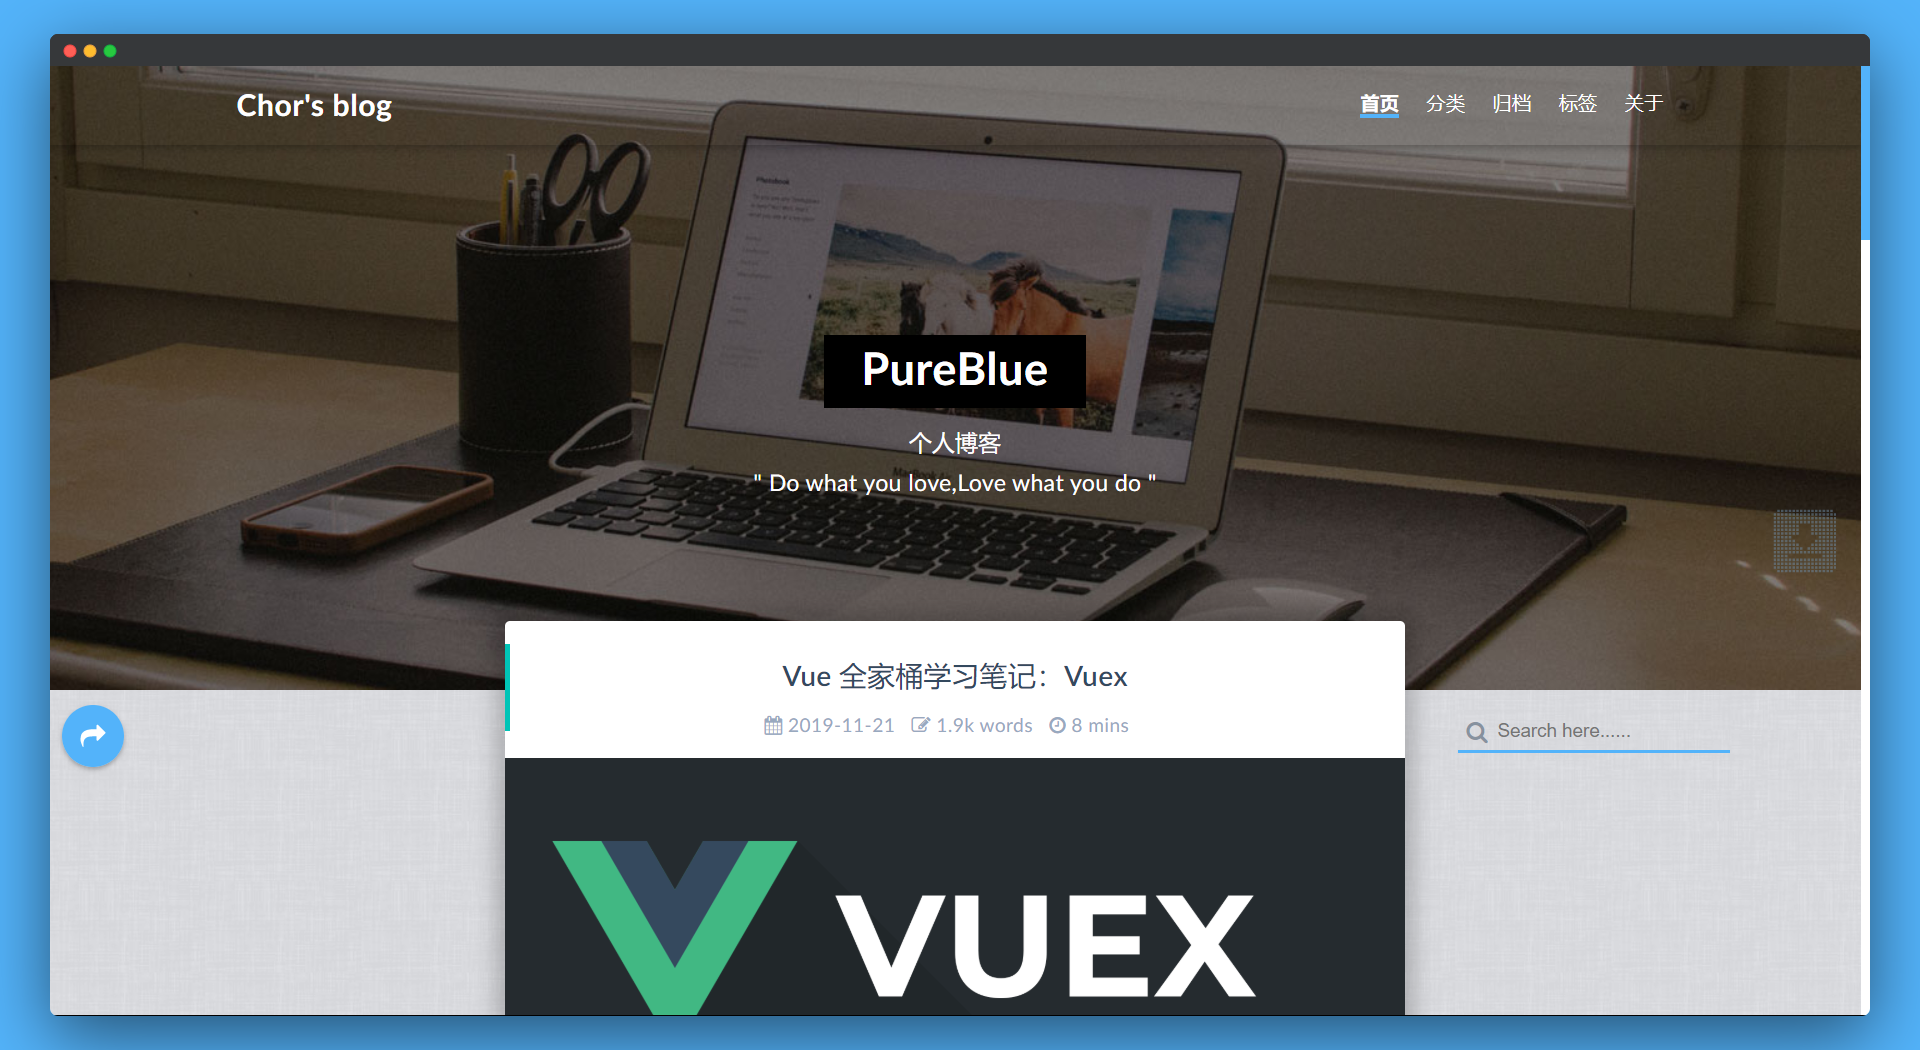 Chor's blog
首页 分类 归档 标签 关于
PureBlue
个人博客
" Do what you love,Love what you do "
Vue 全家桶学习笔记：Vuex
2019-11-21 1.9k words 8 mins
Search here......
VUEX